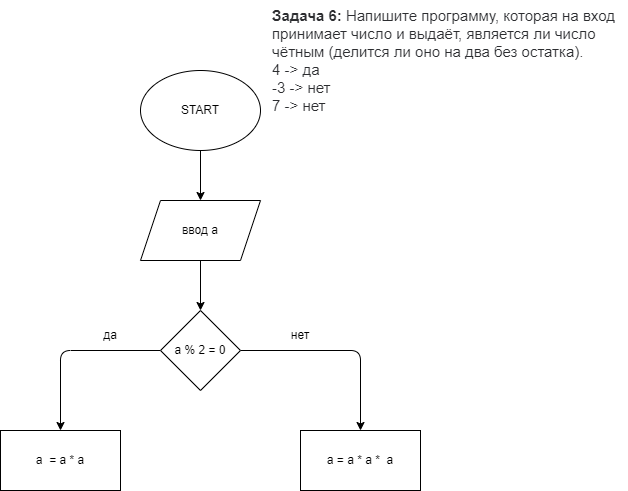 Задача 6: Напишите программу, которая на вход
принимает число и выдаёт, является ли число
чётным (делится ли оно на два без остатка).
4 -> да
-3 -> нет
7 -> нет
START
ввод a
да
a % 2 = 0
нет
a = a * a
a = a * a * a